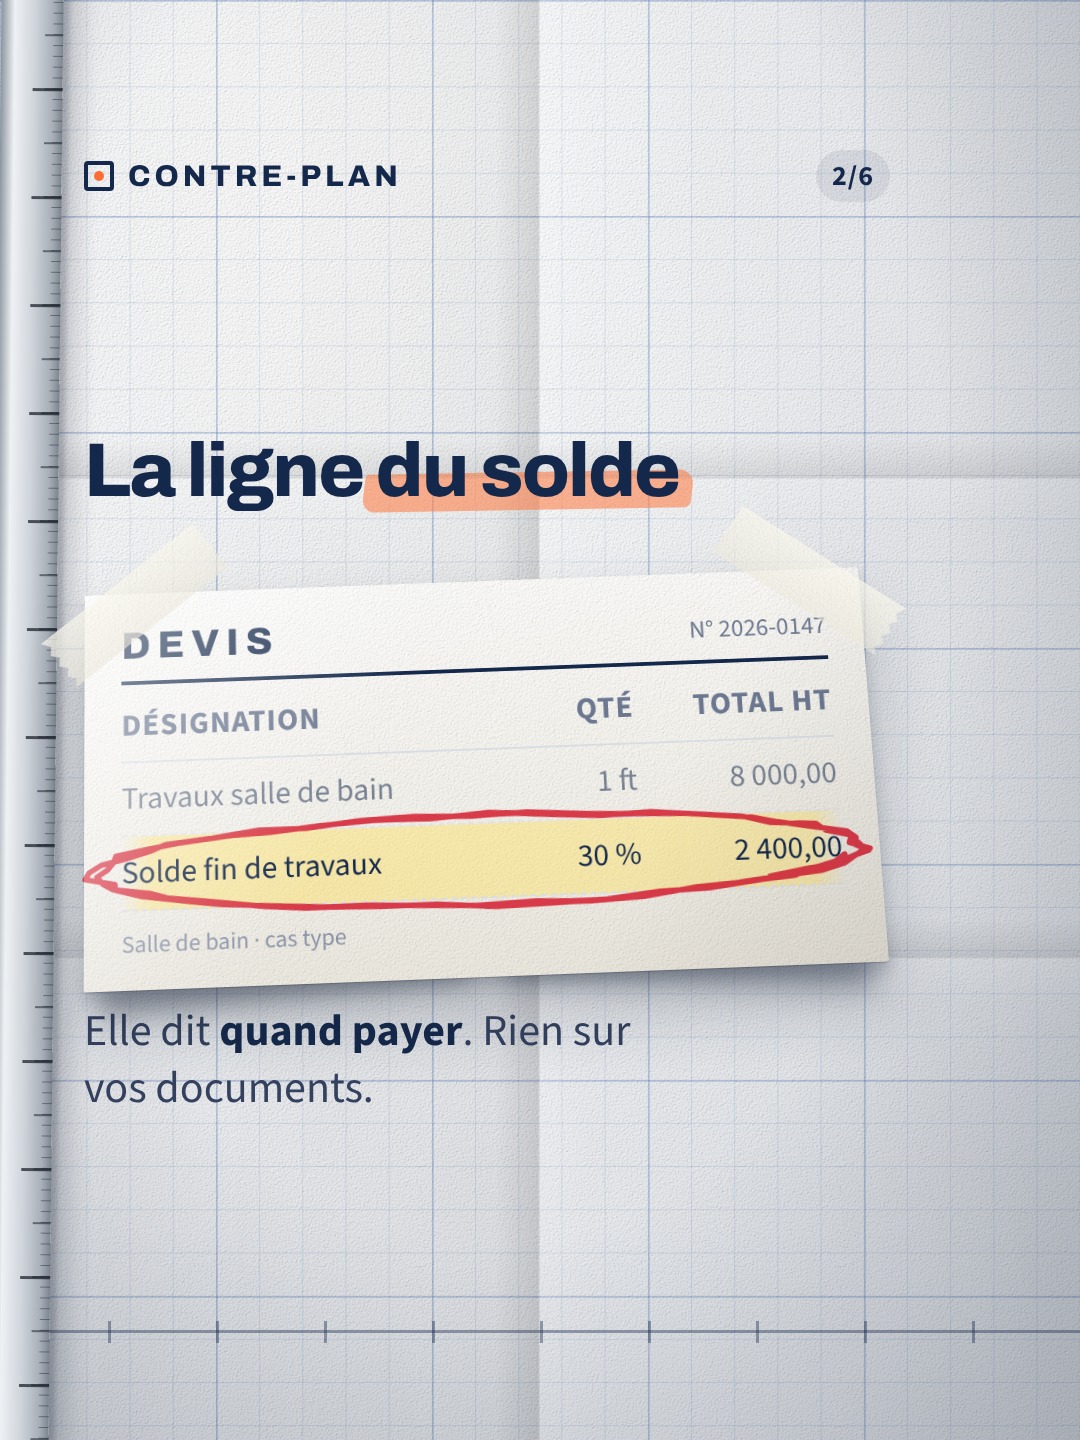 CONTRE-PLAN
2/6
La ligne du solde
DEVIS
N° 2026-0147
DÉSIGNATION QTÉ TOTAL HT
Travaux salle de bain 1 ft 8 000,00
Solde fin de travaux 30 % 2 400,00
Salle de bain · cas type
Elle dit quand payer. Rien sur
vos documents.